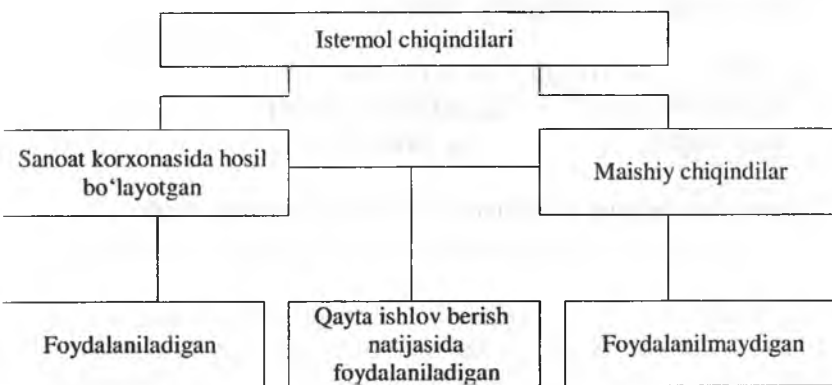 Iste'mol chiqindilari
Sanoat korxonasida hosil
bo‘layotgan
Maishiy chiqindilar
Foydalaniladigan
Qayta ishlov berish
natijasida
foydalaniladigan
Foydalanilmaydigan